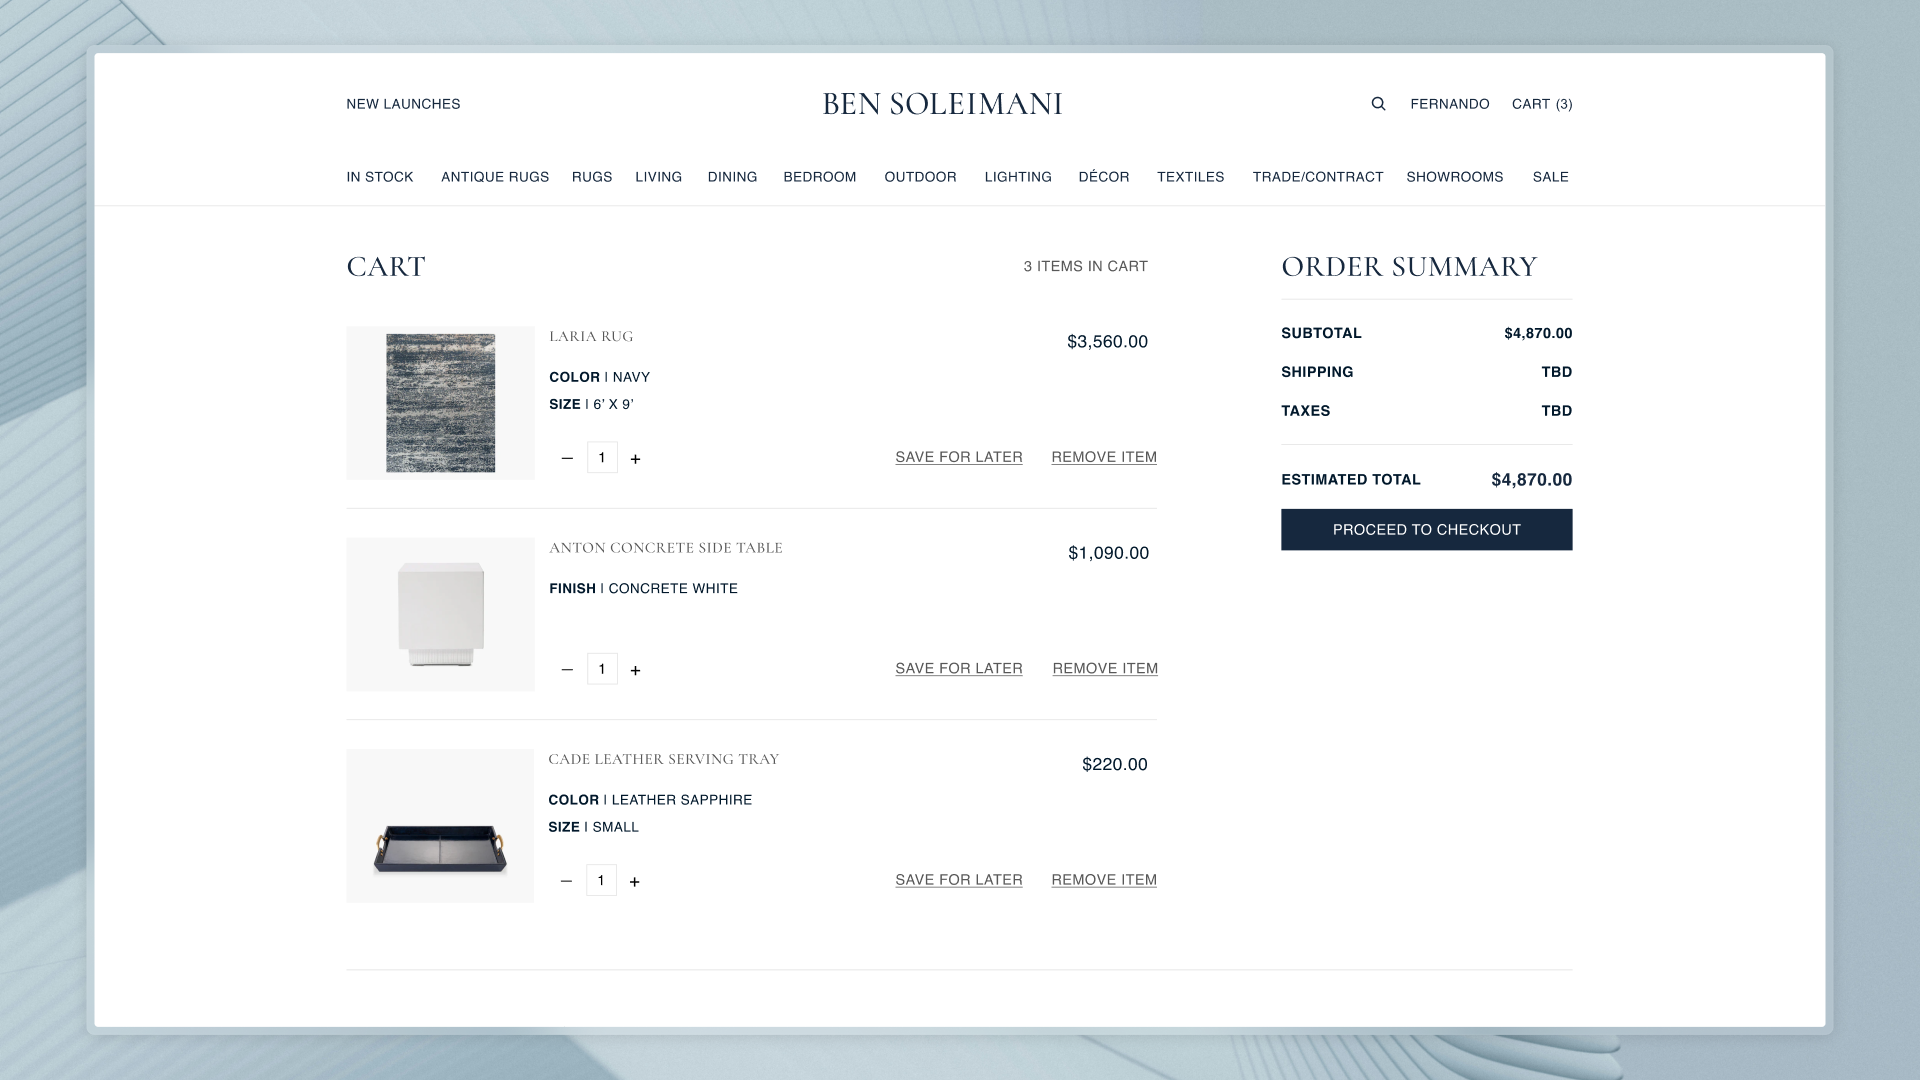 NEW LAUNCHES
BEN SOLEIMANI
FERNANDO
CART (3)
IN STOCK
ANTIQUE RUGS
RUGS
LIVING
DINING
BEDROOM
OUTDOOR
LIGHTING
DÉCOR
TEXTILES
TRADE/CONTRACT
SHOWROOMS
SALE
CART
3 ITEMS IN CART
LARIA RUG
$3,560.00
COLOR | NAVY
SIZE | 6’ X 9’
– 1 +
SAVE FOR LATER
REMOVE ITEM
ANTON CONCRETE SIDE TABLE
$1,090.00
FINISH | CONCRETE WHITE
– 1 +
SAVE FOR LATER
REMOVE ITEM
CADE LEATHER SERVING TRAY
$220.00
COLOR | LEATHER SAPPHIRE
SIZE | SMALL
– 1 +
SAVE FOR LATER
REMOVE ITEM
ORDER SUMMARY
SUBTOTAL $4,870.00
SHIPPING TBD
TAXES TBD
ESTIMATED TOTAL $4,870.00
PROCEED TO CHECKOUT